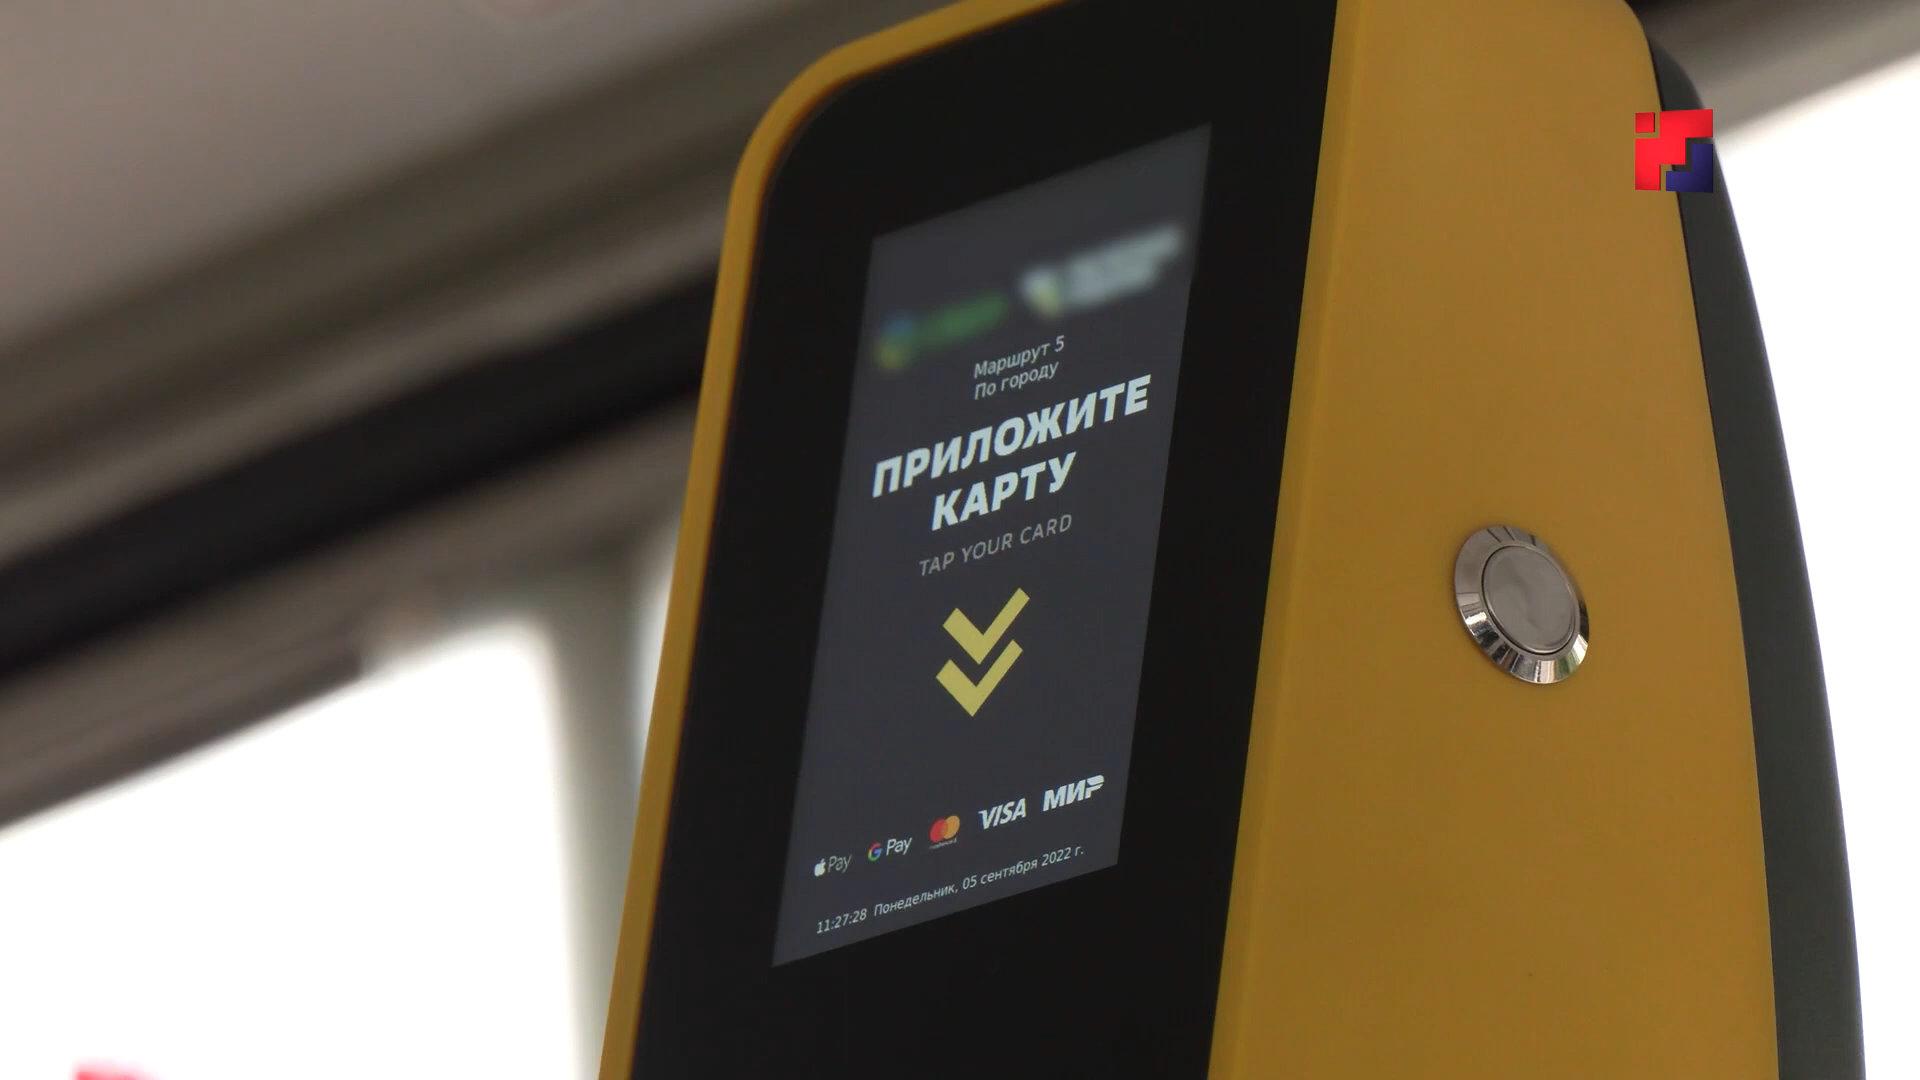 Маршрут 5
По городу
ПРИЛОЖИТЕ
КАРТУ
TAP YOUR CARD
Pay G Pay VISA МИР
11:27:28 Понедельник, 05 сентября 2022 г.